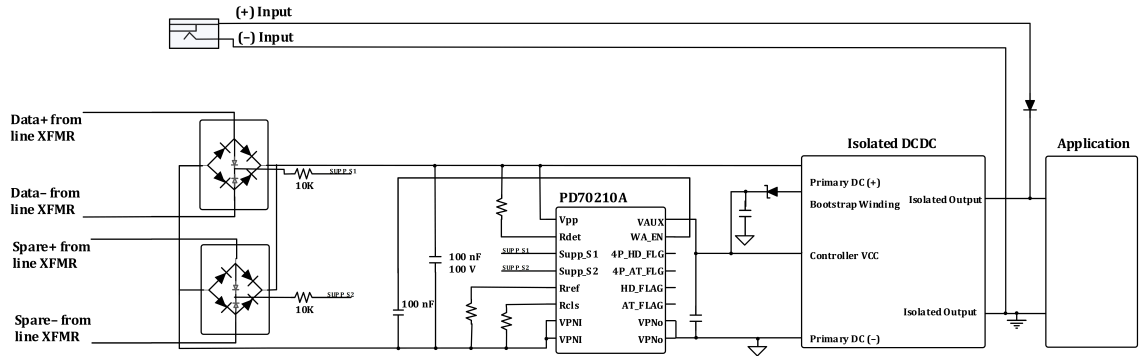 (+) Input
(−) Input
Data+ from
line XFMR
Isolated DCDC
Application
10K
SUPP_S1
Primary DC (+)
Data− from
line XFMR
PD70210A
Bootstrap Winding
Isolated Output
Vpp
VAUX
Rdet
WA_EN
Spare+ from
line XFMR
100 nF
100 V
SUPP_S1
Supp_S1
4P_HD_FLG
Controller VCC
SUPP_S2
Supp_S2
4P_AT_FLG
Rref
HD_FLAG
SUPP_S2
10K
100 nF
Rcls
AT_FLAG
Isolated Output
Spare− from
line XFMR
VPNI
VPNo
VPNI
VPNo
Primary DC (−)